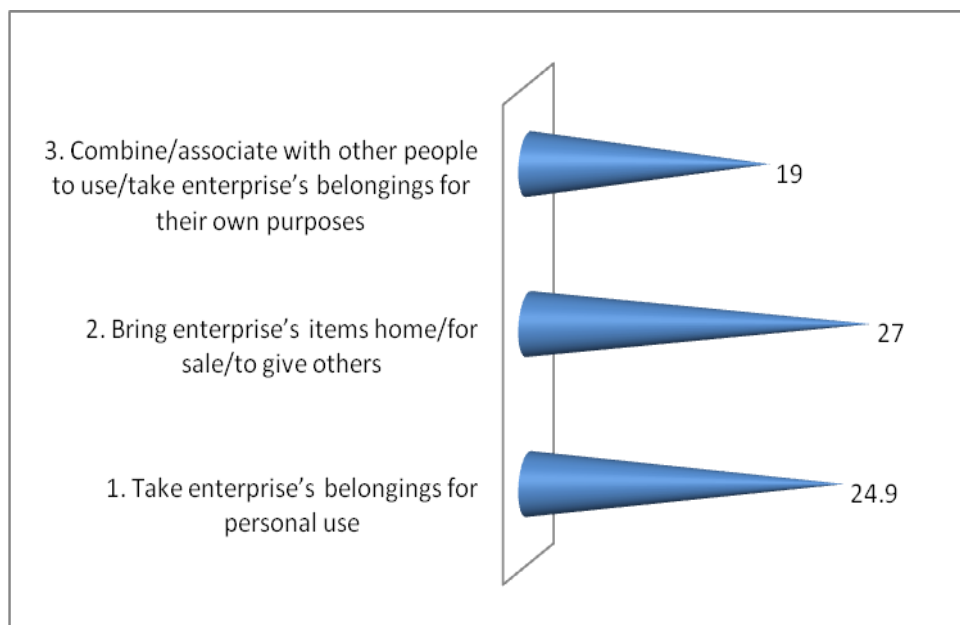 3. Combine/associate with other people
to use/take enterprise’s belongings for
their own purposes
19
2. Bring enterprise’s items home/for
sale/to give others
27
1. Take enterprise’s belongings for
personal use
24.9